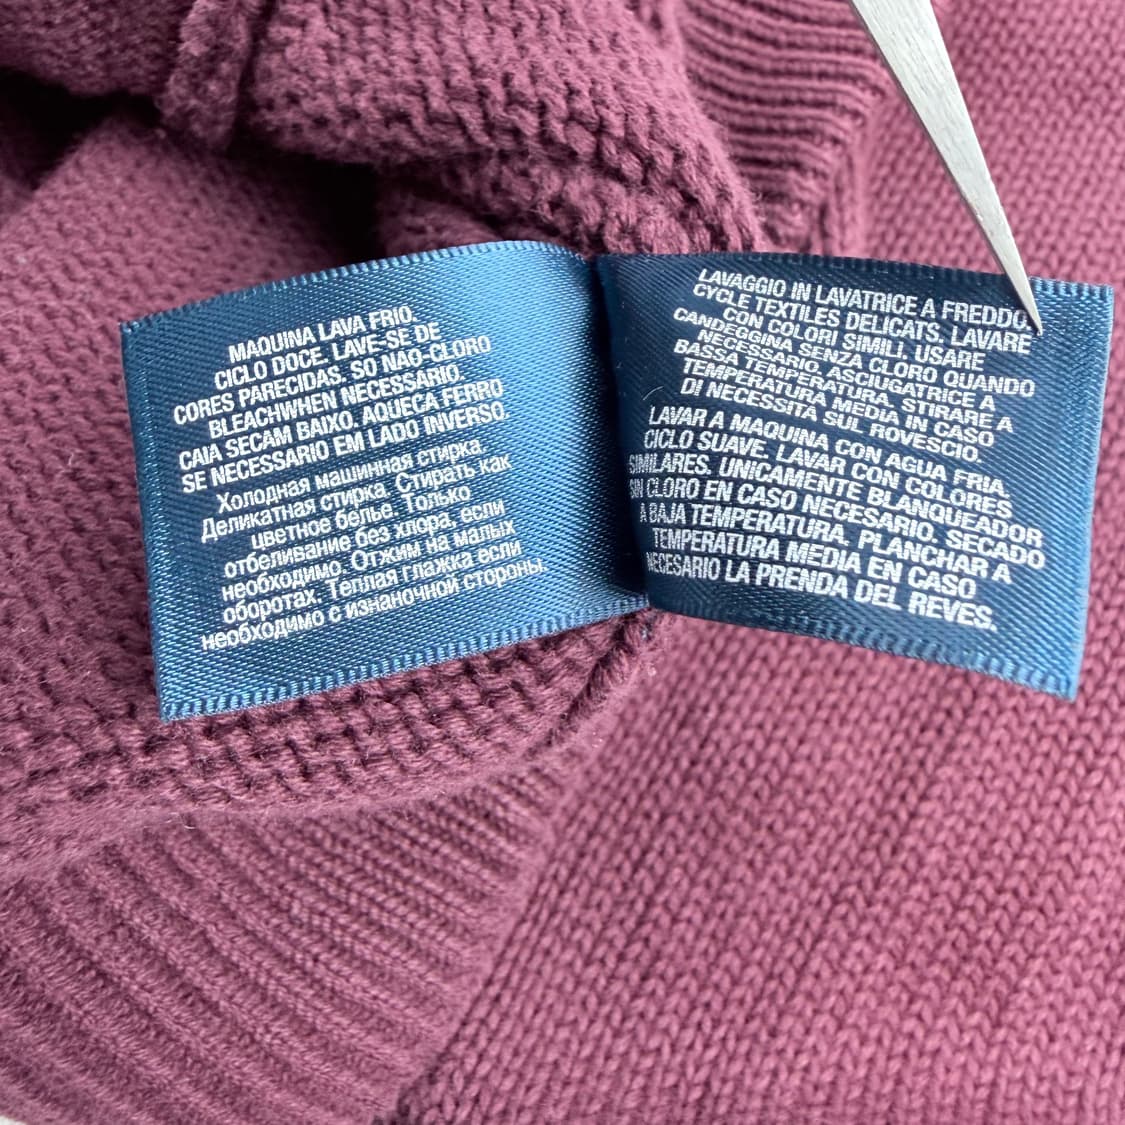 MAQUINA LAVA FRIO.
CICLO DOCE. LAVE-SE DE
CORES PARECIDAS. SO NAO-CLORO
BLEACHWHEN NECESSARIO.
CAIA SECAM BAIXO. AQUECA FERRO
SE NECESSARIO EM LADO INVERSO.
Холодная машинная стирка.
Деликатная стирка. Стирать как
цветное белье. Только
отбеливание без хлора, если
необходимо. Отжим на малых
оборотах. Теплая глажка если
необходимо с изнаночной стороны.
LAVAGGIO IN LAVATRICE A FREDDO.
CYCLE TEXTILES DELICATS. LAVARE
CON COLORI SIMILI. USARE
CANDEGGINA SENZA CLORO QUANDO
NECESSARIO. ASCIUGATRICE A
BASSA TEMPERATURA. STIRARE A
TEMPERATURA MEDIA IN CASO
DI NECESSITA SUL ROVESCIO.
LAVAR A MAQUINA CON AGUA FRIA.
CICLO SUAVE. LAVAR CON COLORES
SIMILARES. UNICAMENTE BLANQUEADOR
SIN CLORO EN CASO NECESARIO. SECADO
A BAJA TEMPERATURA. PLANCHAR A
TEMPERATURA MEDIA EN CASO
NECESARIO LA PRENDA DEL REVES.